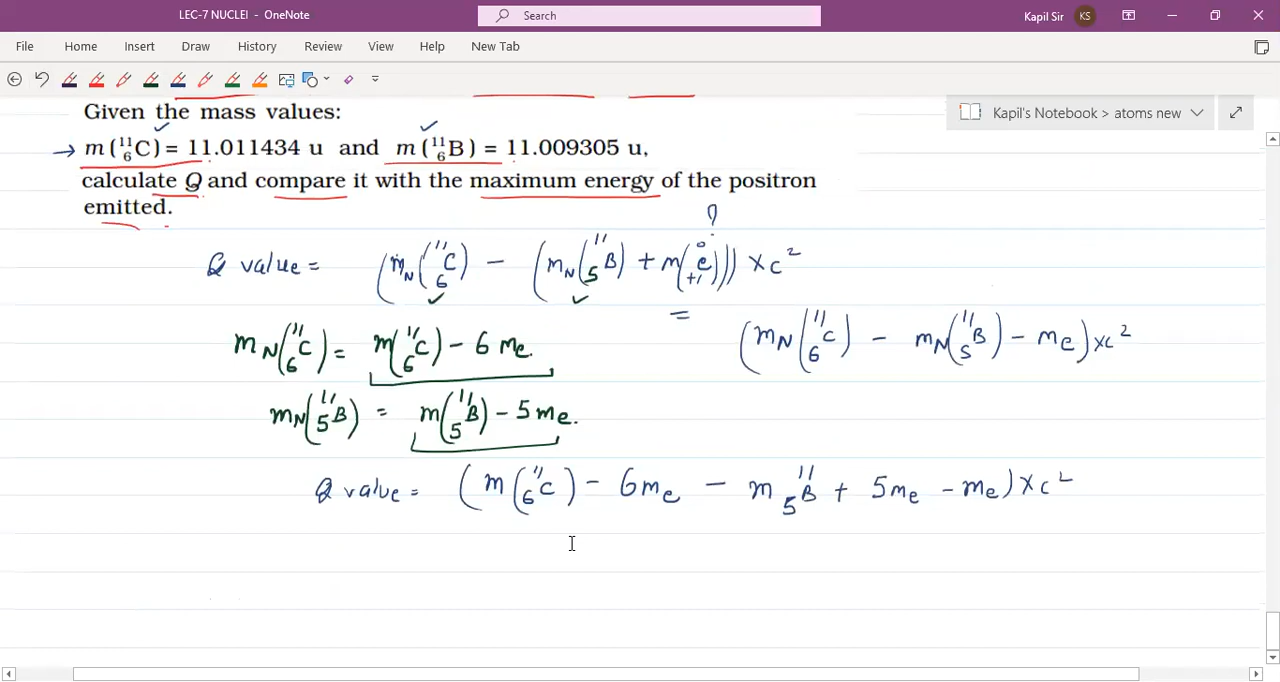 LEC-7 NUCLEI - OneNote
Search
Kapil Sir KS
File Home Insert Draw History Review View Help New Tab
Kapil's Notebook > atoms new
Given the mass values:
→ m (¹¹₆C) = 11.011434 u and m (¹¹₆B) = 11.009305 u,
calculate Q and compare it with the maximum energy of the positron
emitted.
?
Q value = (m_N(¹¹₆C) - (m_N(¹¹₅B) + m(⁰₊₁e))) × c²
= (m_N(¹¹₆C) - m_N(¹¹₅B) - m_e) × c²
m_N(¹¹₆C) = m(¹¹₆C) - 6 m_e.
m_N(¹¹₅B) = m(¹¹₅B) - 5 m_e.
Q value = (m(¹¹₆C) - 6m_e - m ¹¹₅B + 5m_e - m_e) × c²